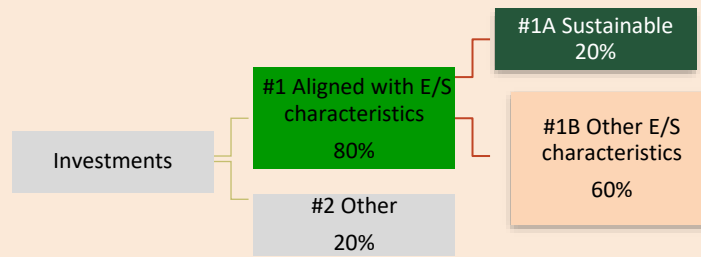 #1A Sustainable
20%
#1 Aligned with E/S
characteristics
80%
#1B Other E/S
characteristics
60%
Investments
#2 Other
20%